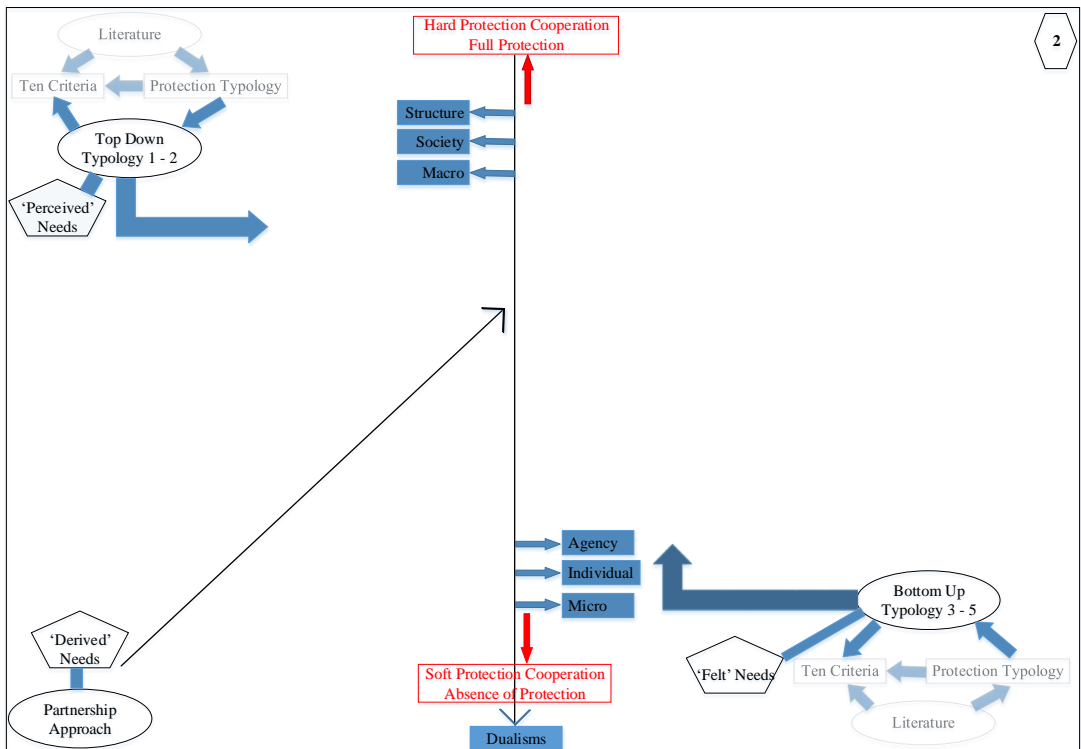 Hard Protection Cooperation
Full Protection
2
Literature
Ten Criteria
Protection Typology
Top Down
Typology 1 - 2
'Perceived'
Needs
Structure
Society
Macro
Agency
Individual
Micro
Bottom Up
Typology 3 - 5
'Felt' Needs
Ten Criteria
Protection Typology
Literature
'Derived'
Needs
Partnership
Approach
Soft Protection Cooperation
Absence of Protection
Dualisms